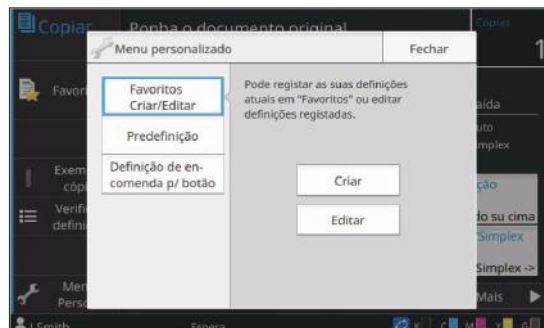 Copiar
Ponha o documento original
Cópias
Menu personalizado
Fechar
1
Favoritos
Criar/Editar
Predefinição
Definição de en-
comenda p/ botão
Pode registar as suas definições
atuais em "Favoritos" ou editar
definições registadas.
Criar
Editar
Favori
Exem
cópi
Verifi
defini
Men
Perso
aída
uto
mplex
ção
do su cima
Simplex
Simplex ->
Mais
J.Smith
Espera
K
C
M
Y
G